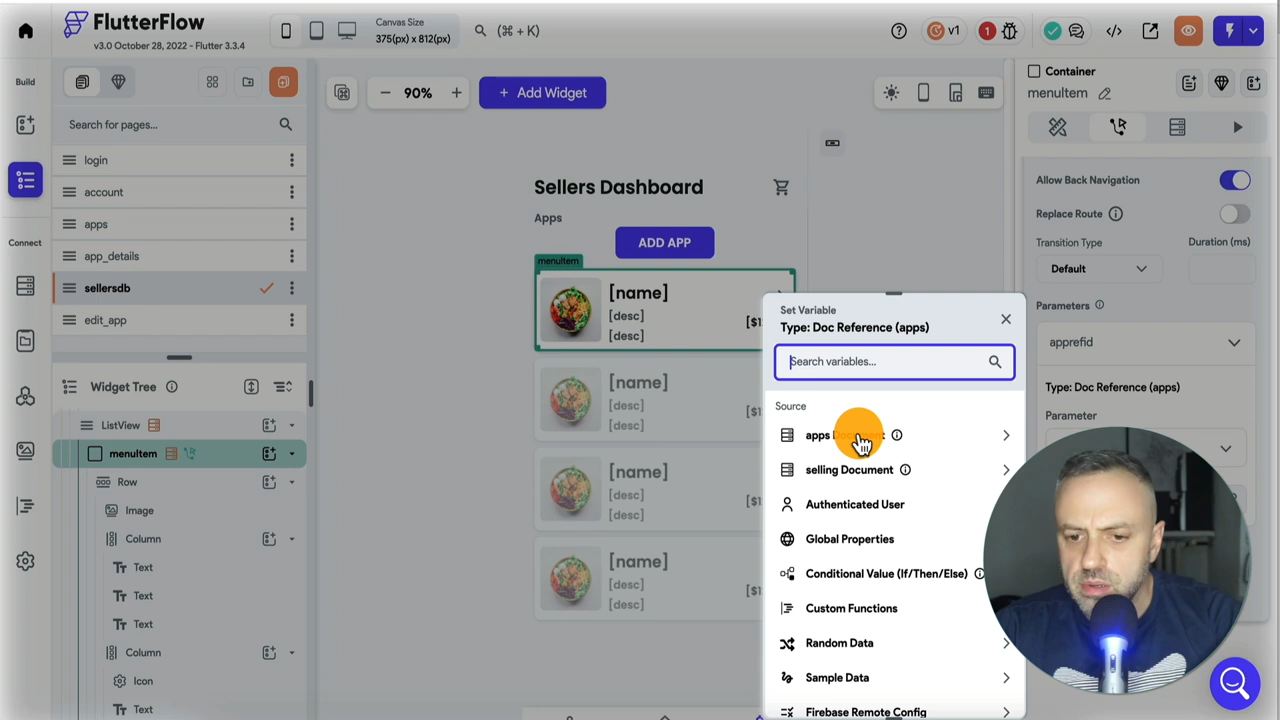 FlutterFlow
v3.0 October 28, 2022 - Flutter 3.3.4
Canvas Size
375(px) x 812(px)
(⌘ + K)
v1
1
Build
Connect
Search for pages...
login
account
apps
app_details
sellersdb
edit_app
Widget Tree
ListView
menuItem
Row
Image
Column
Text
Text
Text
Column
Icon
Text
90%
+ Add Widget
Sellers Dashboard
Apps
ADD APP
menuItem
[name]
[desc]
[desc]
[$1
[name]
[desc]
[desc]
[$1
[name]
[desc]
[desc]
[$1
[name]
[desc]
[desc]
[$1
Set Variable
Type: Doc Reference (apps)
Search variables...
Source
apps Document
selling Document
Authenticated User
Global Properties
Conditional Value (If/Then/Else)
Custom Functions
Random Data
Sample Data
Firebase Remote Config
Container
menuItem
Allow Back Navigation
Replace Route
Transition Type
Duration (ms)
Default
Parameters
apprefid
Type: Doc Reference (apps)
Parameter